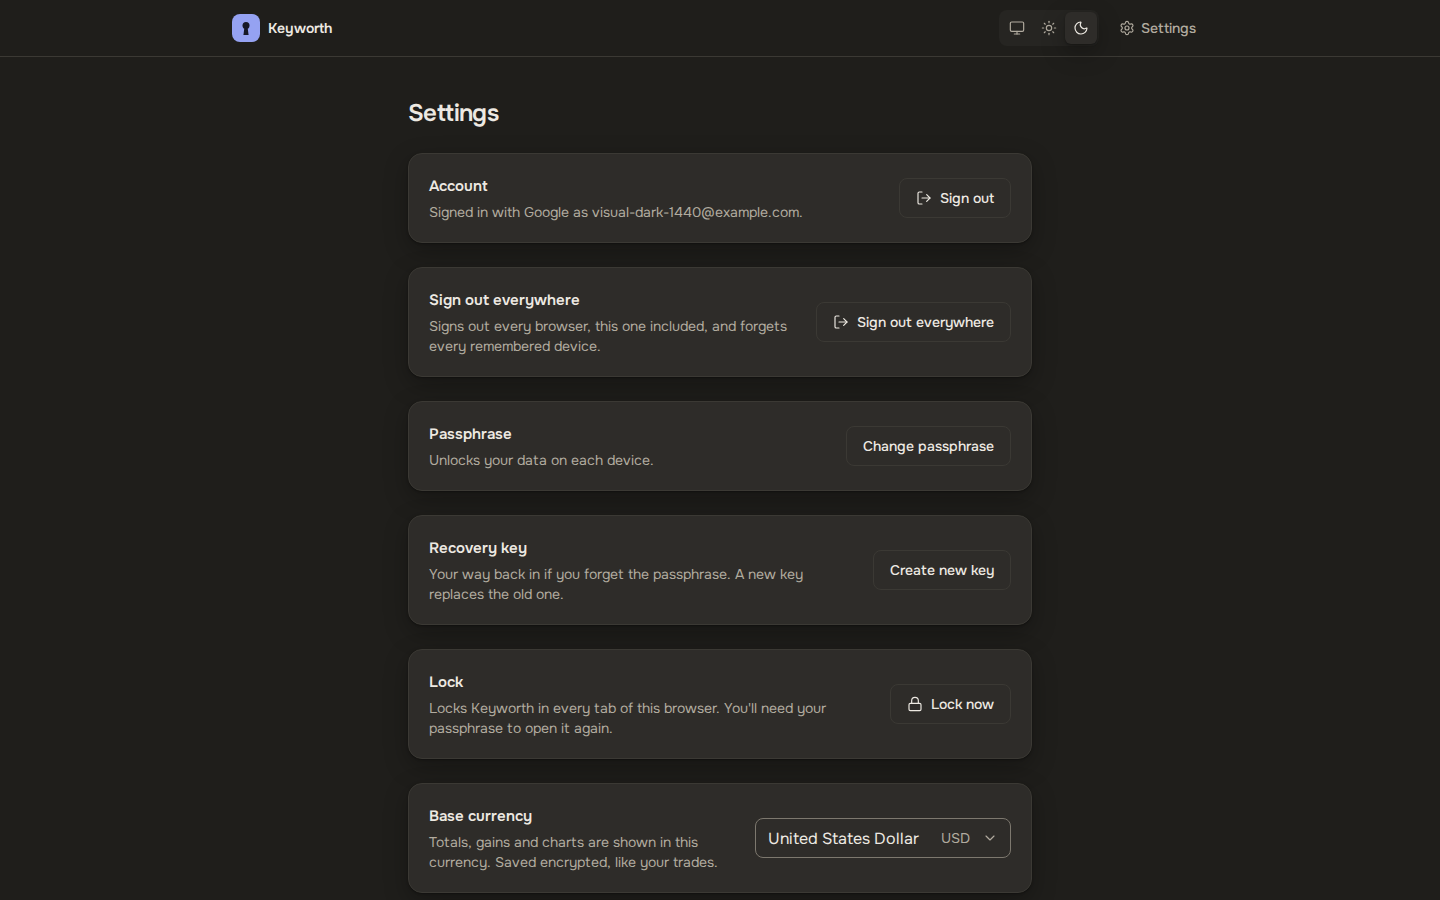 Keyworth
Settings
Settings
Account
Signed in with Google as visual-dark-1440@example.com.
Sign out
Sign out everywhere
Signs out every browser, this one included, and forgets
every remembered device.
Sign out everywhere
Passphrase
Unlocks your data on each device.
Change passphrase
Recovery key
Your way back in if you forget the passphrase. A new key
replaces the old one.
Create new key
Lock
Locks Keyworth in every tab of this browser. You'll need your
passphrase to open it again.
Lock now
Base currency
Totals, gains and charts are shown in this
currency. Saved encrypted, like your trades.
United States Dollar USD